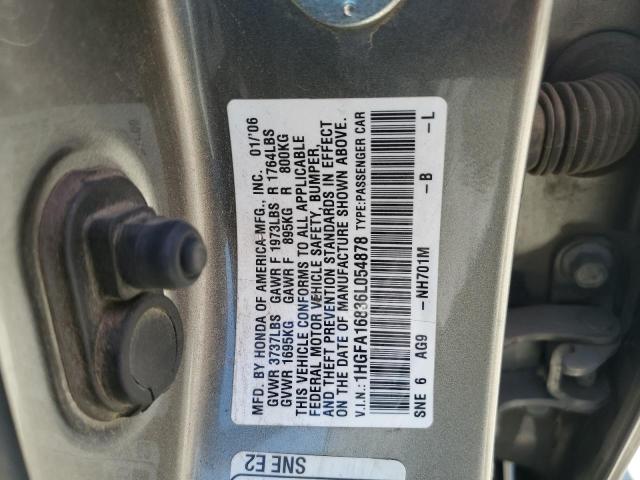 MFD. BY HONDA OF AMERICA MFG., INC. 01/'06
GVWR 3737LBS GAWR F 1973LBS R 1764LBS
GVWR 1695KG GAWR F 895KG R 800KG
THIS VEHICLE CONFORMS TO ALL APPLICABLE
FEDERAL MOTOR VEHICLE SAFETY, BUMPER,
AND THEFT PREVENTION STANDARDS IN EFFECT
ON THE DATE OF MANUFACTURE SHOWN ABOVE.
V.I.N.: 1HGFA16836L054878 TYPE:PASSENGER CAR
SNE 6 AG9 -NH701M -B -L
SNE E2